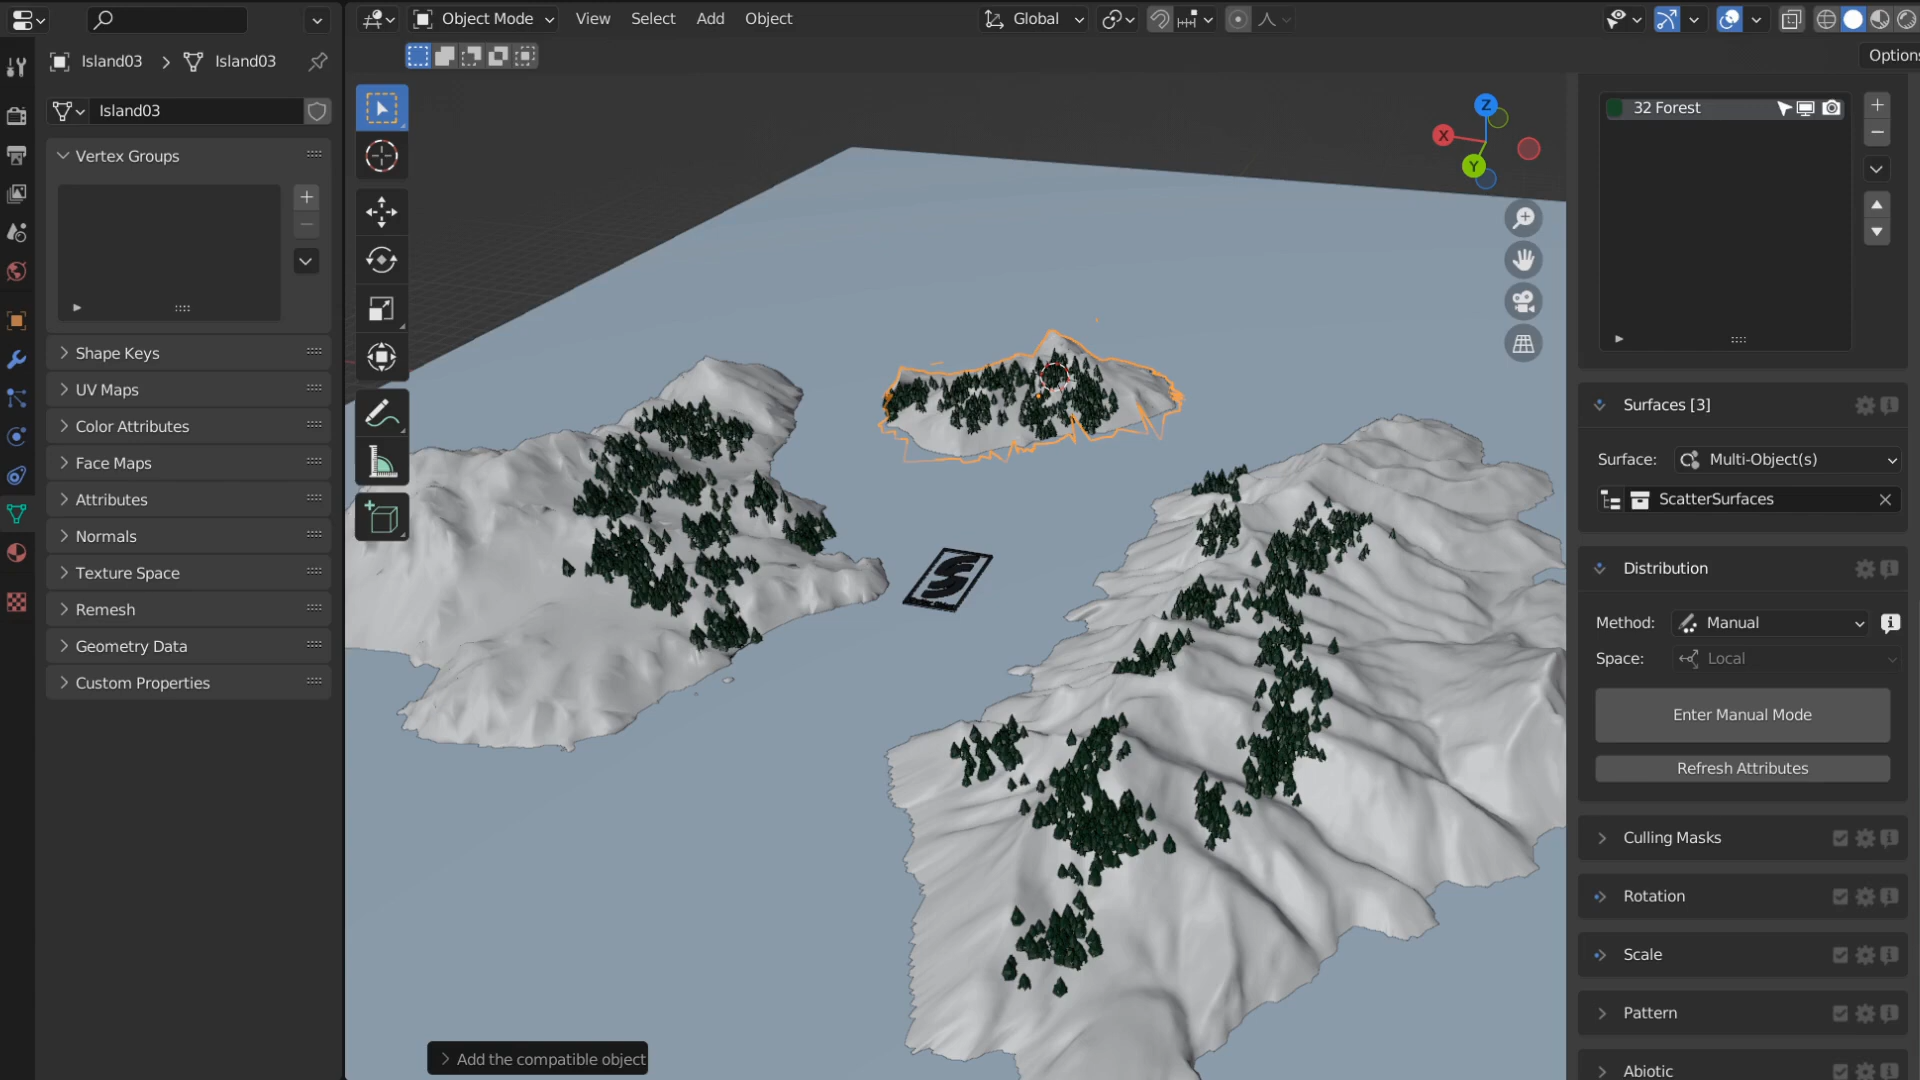 Object Mode
View
Select
Add
Object
Global
Options
Island03
Island03
Island03
Vertex Groups
Shape Keys
UV Maps
Color Attributes
Face Maps
Attributes
Normals
Texture Space
Remesh
Geometry Data
Custom Properties
Z
X
Y
S
Add the compatible object
32 Forest
Surfaces [3]
Surface:
Multi-Object(s)
ScatterSurfaces
Distribution
Method:
Manual
Space:
Local
Enter Manual Mode
Refresh Attributes
Culling Masks
Rotation
Scale
Pattern
Abiotic